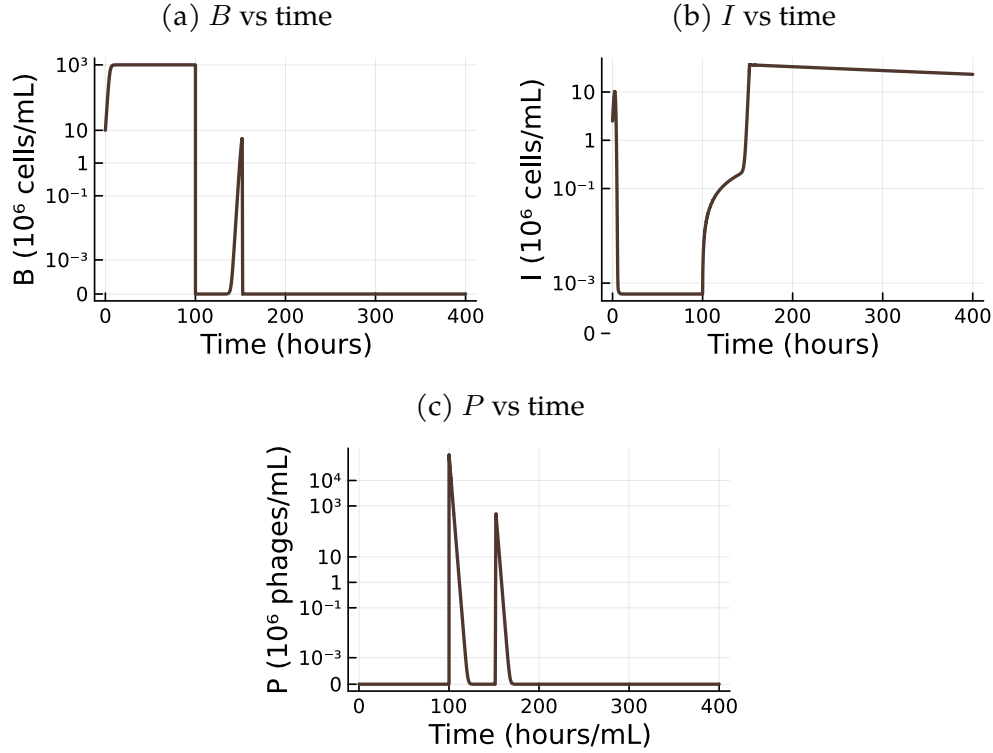 (a) B vs time
B (10⁶ cells/mL)
10³
10
1
10⁻¹
10⁻³
0
0 100 200 300 400
Time (hours)
(b) I vs time
I (10⁶ cells/mL)
10
1
10⁻¹
10⁻³
0
0 100 200 300 400
Time (hours)
(c) P vs time
P (10⁶ phages/mL)
10⁴
10³
10
1
10⁻¹
10⁻³
0
0 100 200 300 400
Time (hours/mL)